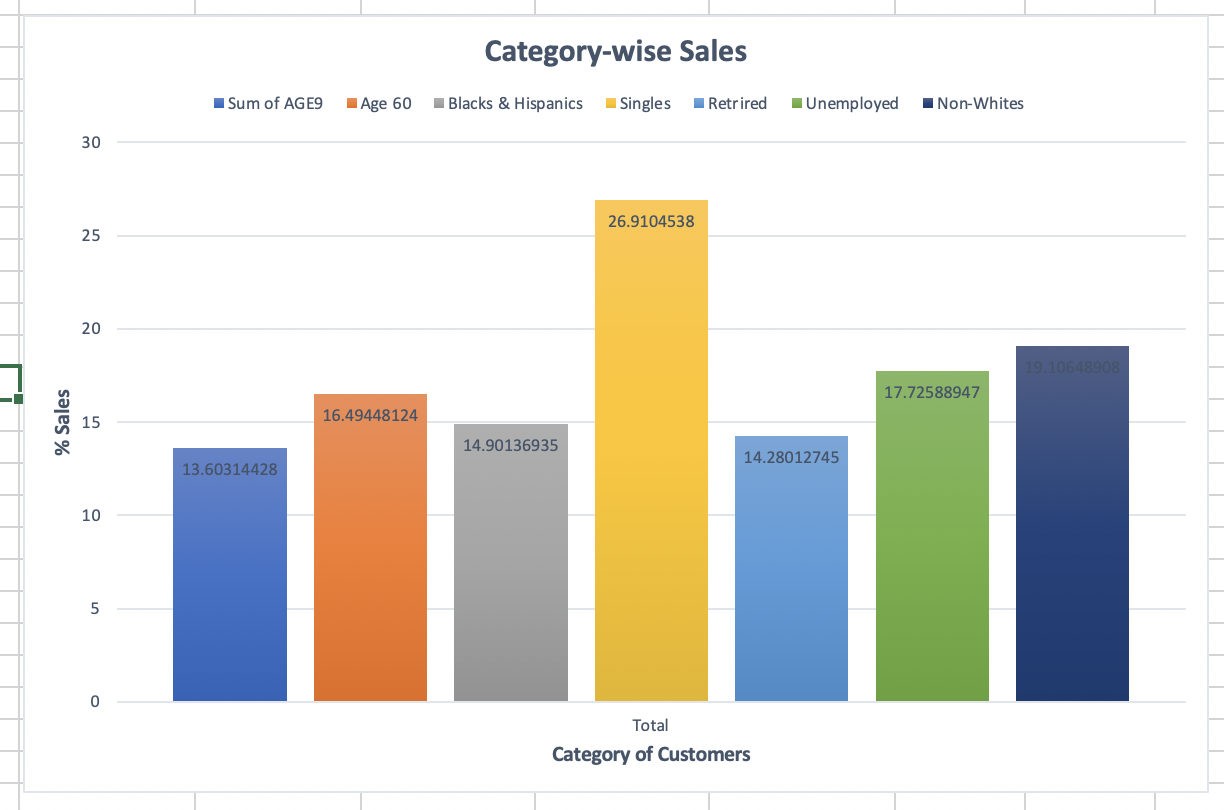 Category-wise Sales
Sum of AGE9 Age 60 Blacks & Hispanics Singles Retrired Unemployed Non-Whites
30
25
20
15
10
5
0
% Sales
13.60314428
16.49448124
14.90136935
26.9104538
14.28012745
17.72588947
19.10648908
Total
Category of Customers